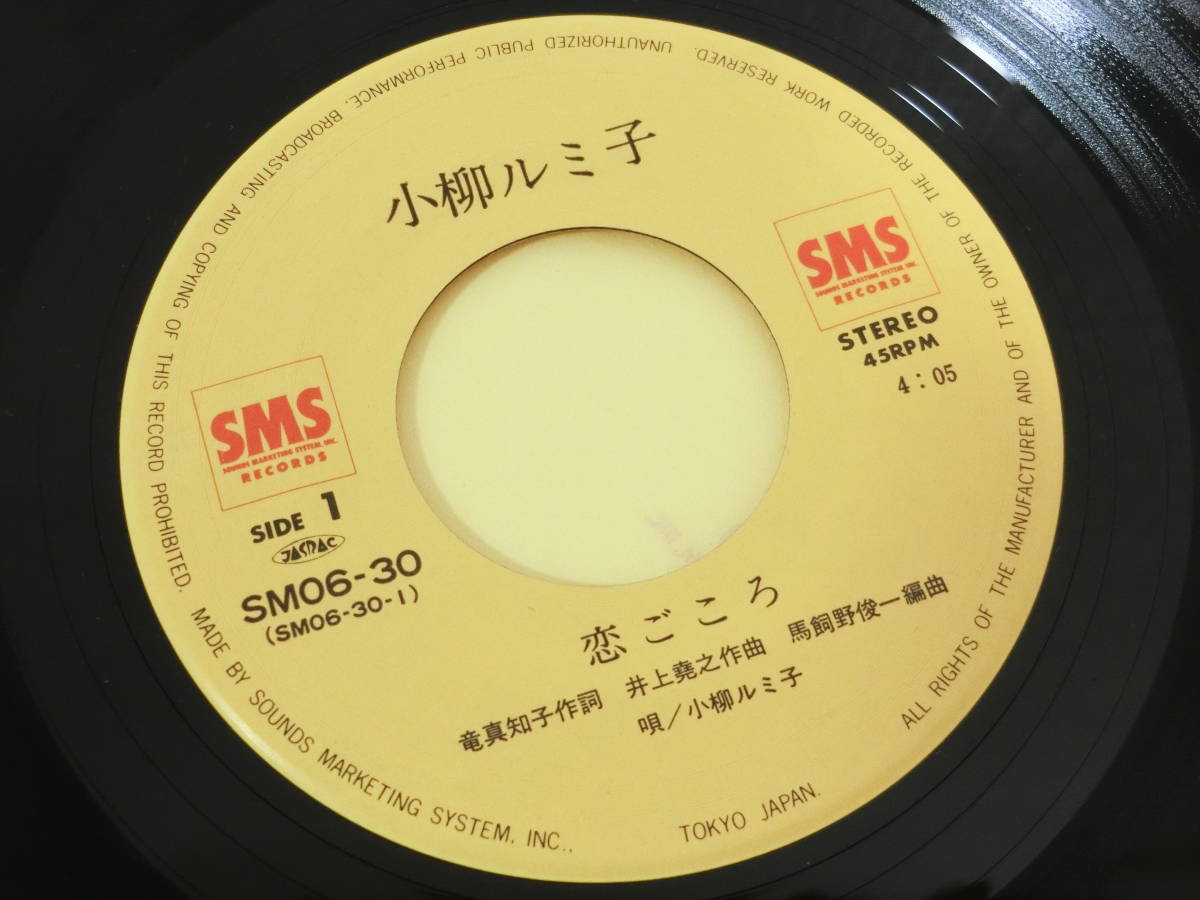 小柳ルミ子
SMS
SOUNDS MARKETING SYSTEM, INC.
RECORDS
STEREO
45RPM
4:05
SMS
SOUNDS MARKETING SYSTEM, INC.
RECORDS
SIDE 1
JASRAC
SM06-30
(SM06-30-1)
恋ごころ
竜真知子作詞 井上堯之作曲 馬飼野俊一編曲
唄/小柳ルミ子
ALL RIGHTS OF THE MANUFACTURER AND OF THE OWNER OF THE RECORDED WORK RESERVED. UNAUTHORIZED PUBLIC PERFORMANCE, BROADCASTING AND COPYING OF THIS RECORD PROHIBITED. MADE BY SOUNDS MARKETING SYSTEM, INC., TOKYO JAPAN.